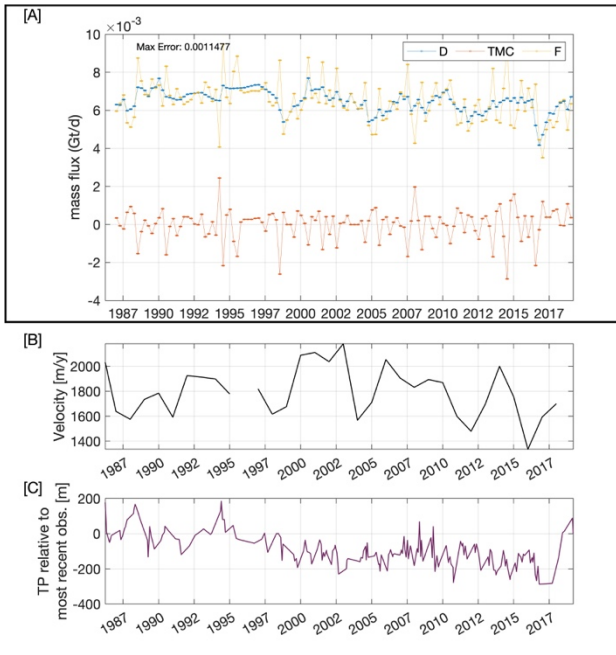 [A]
×10⁻³
Max Error: 0.0011477
D TMC F
mass flux (Gt/d)
10
8
6
4
2
0
-2
-4
1987 1990 1992 1995 1997 2000 2002 2005 2007 2010 2012 2015 2017
[B]
Velocity [m/y]
2000
1800
1600
1400
1987 1990 1992 1995 1997 2000 2002 2005 2007 2010 2012 2015 2017
[C]
TP relative to
most recent obs. [m]
200
0
-200
-400
1987 1990 1992 1995 1997 2000 2002 2005 2007 2010 2012 2015 2017